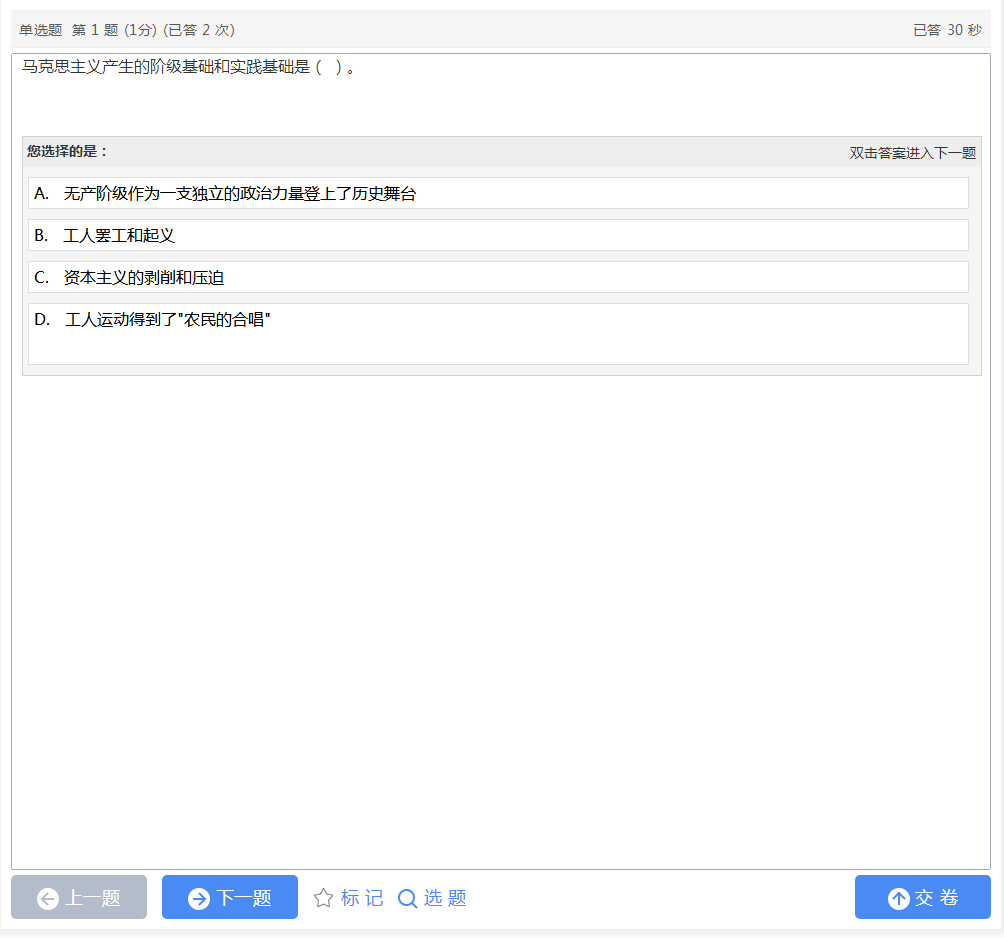 单选题 第 1 题 (1分) (已答 2 次) 已答 30 秒
马克思主义产生的阶级基础和实践基础是 (   ) 。
您选择的是： 双击答案进入下一题
A. 无产阶级作为一支独立的政治力量登上了历史舞台
B. 工人罢工和起义
C. 资本主义的剥削和压迫
D. 工人运动得到了"农民的合唱"
上一题 下一题 标 记 选 题 交 卷